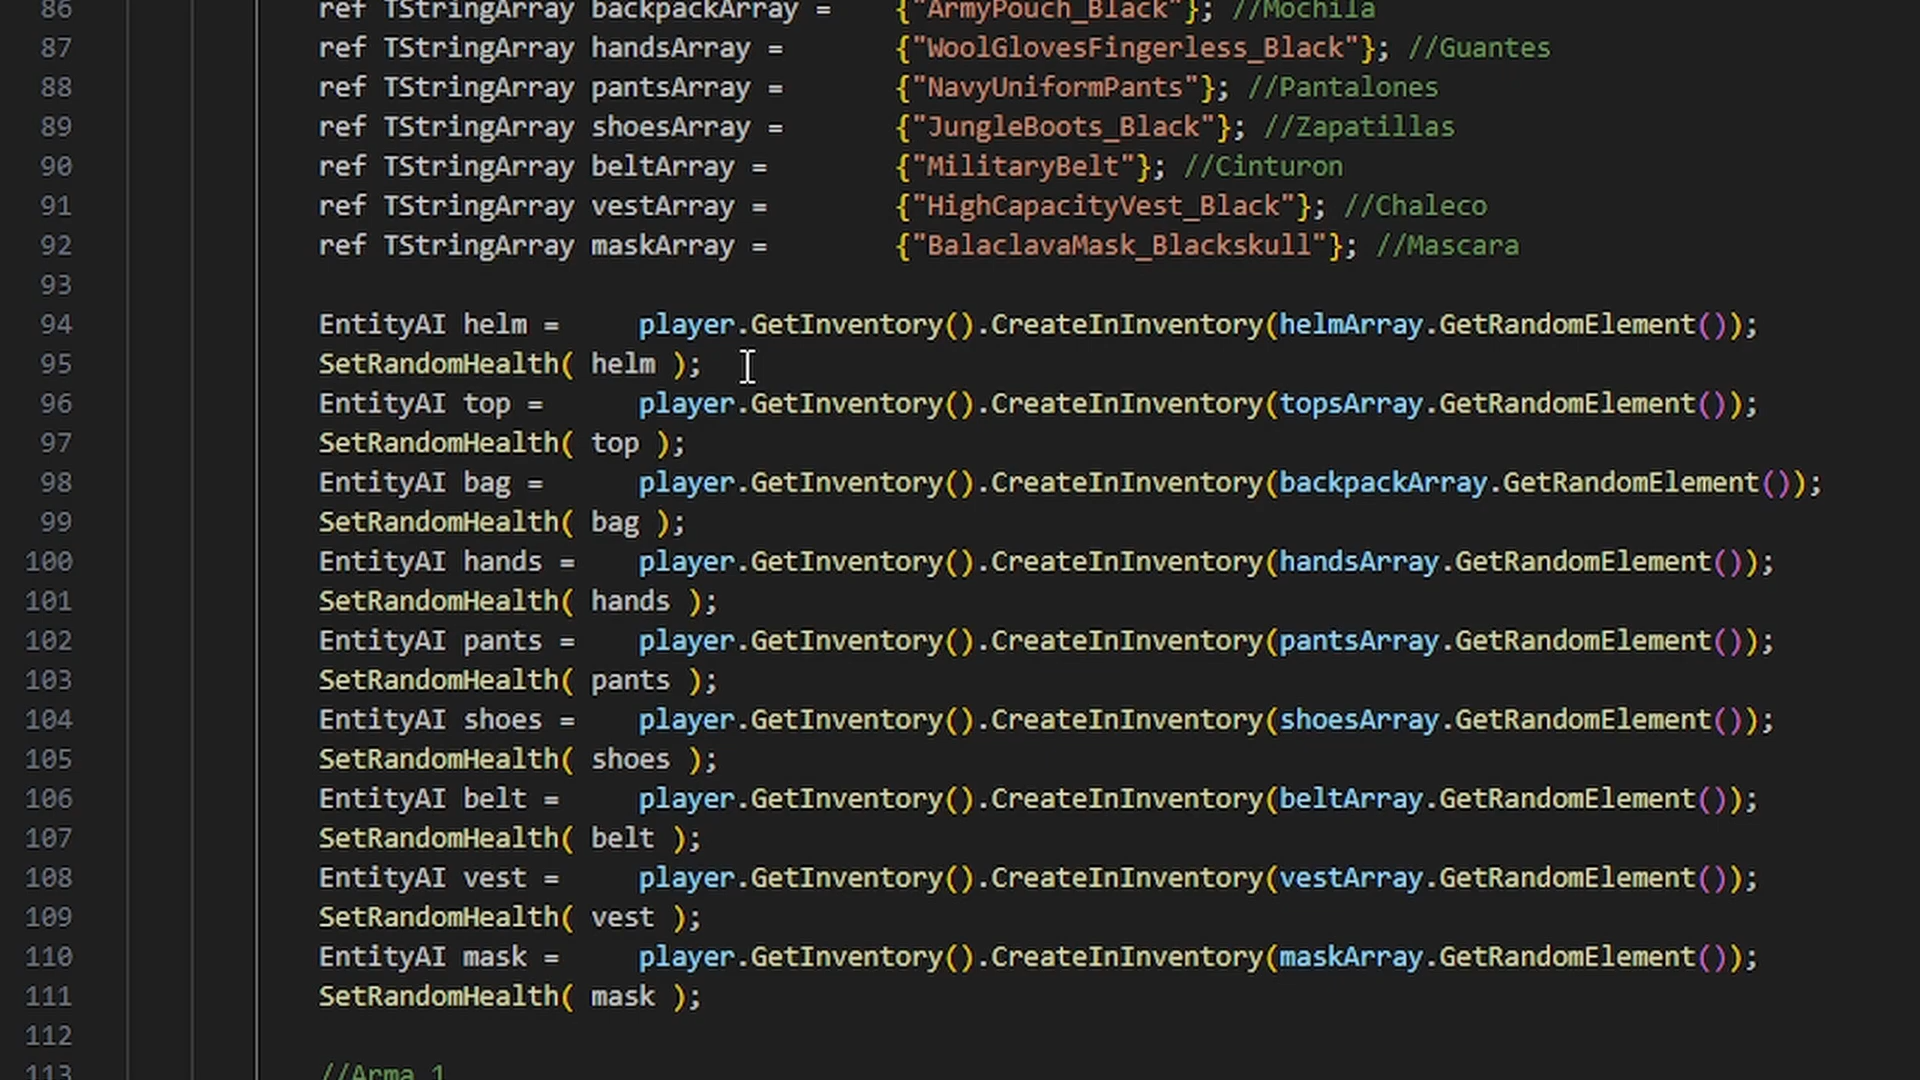 86 ref TStringArray backpackArray = {"ArmyPouch_Black"}; //Mochila
87 ref TStringArray handsArray = {"WoolGlovesFingerless_Black"}; //Guantes
88 ref TStringArray pantsArray = {"NavyUniformPants"}; //Pantalones
89 ref TStringArray shoesArray = {"JungleBoots_Black"}; //Zapatillas
90 ref TStringArray beltArray = {"MilitaryBelt"}; //Cinturon
91 ref TStringArray vestArray = {"HighCapacityVest_Black"}; //Chaleco
92 ref TStringArray maskArray = {"BalaclavaMask_Blackskull"}; //Mascara
93
94 EntityAI helm = player.GetInventory().CreateInInventory(helmArray.GetRandomElement());
95 SetRandomHealth( helm );
96 EntityAI top = player.GetInventory().CreateInInventory(topsArray.GetRandomElement());
97 SetRandomHealth( top );
98 EntityAI bag = player.GetInventory().CreateInInventory(backpackArray.GetRandomElement());
99 SetRandomHealth( bag );
100 EntityAI hands = player.GetInventory().CreateInInventory(handsArray.GetRandomElement());
101 SetRandomHealth( hands );
102 EntityAI pants = player.GetInventory().CreateInInventory(pantsArray.GetRandomElement());
103 SetRandomHealth( pants );
104 EntityAI shoes = player.GetInventory().CreateInInventory(shoesArray.GetRandomElement());
105 SetRandomHealth( shoes );
106 EntityAI belt = player.GetInventory().CreateInInventory(beltArray.GetRandomElement());
107 SetRandomHealth( belt );
108 EntityAI vest = player.GetInventory().CreateInInventory(vestArray.GetRandomElement());
109 SetRandomHealth( vest );
110 EntityAI mask = player.GetInventory().CreateInInventory(maskArray.GetRandomElement());
111 SetRandomHealth( mask );
112
113 //Arma 1